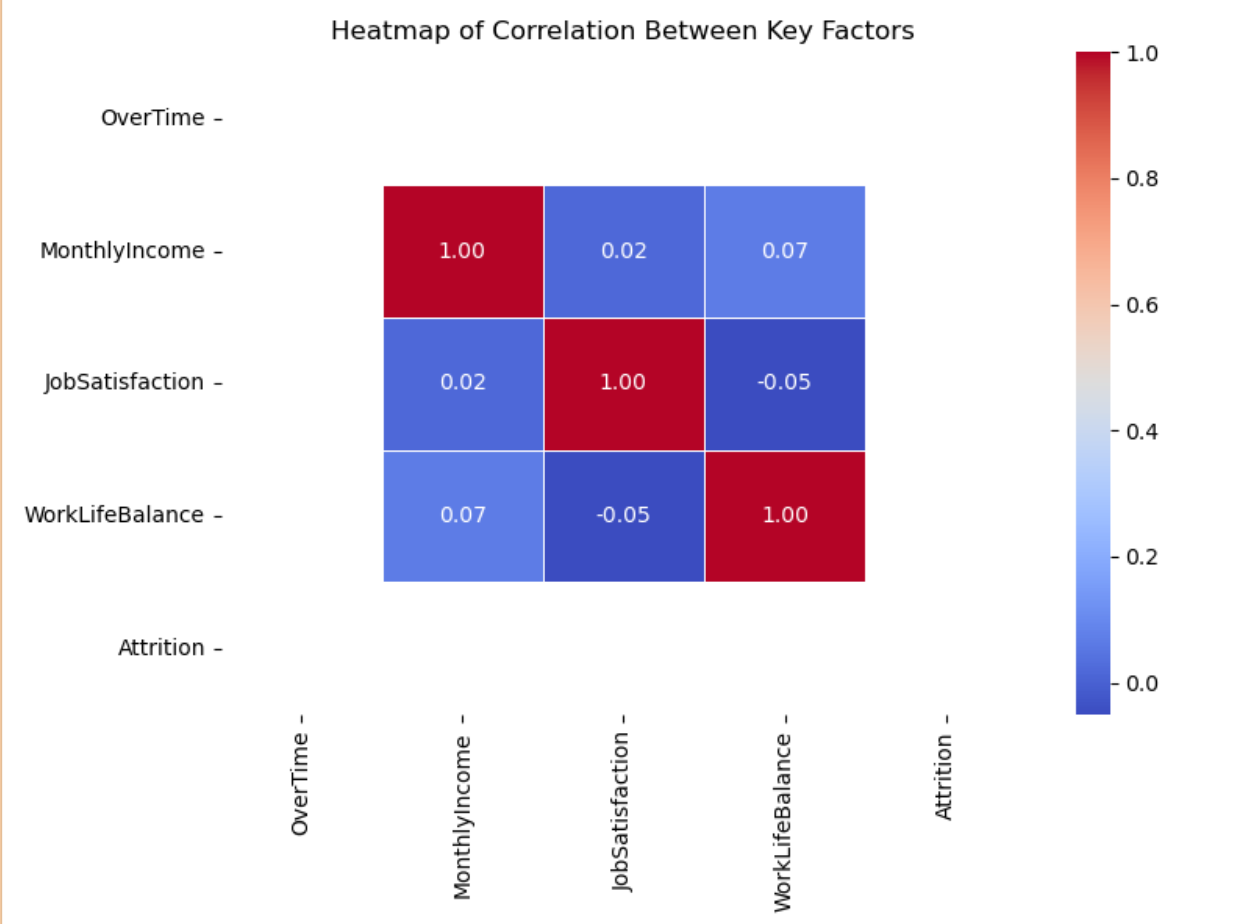 Heatmap of Correlation Between Key Factors
1.0
OverTime
0.8
MonthlyIncome
1.00 0.02 0.07
0.6
JobSatisfaction
0.02 1.00 -0.05
0.4
WorkLifeBalance
0.07 -0.05 1.00
0.2
Attrition
0.0
OverTime
MonthlyIncome
JobSatisfaction
WorkLifeBalance
Attrition